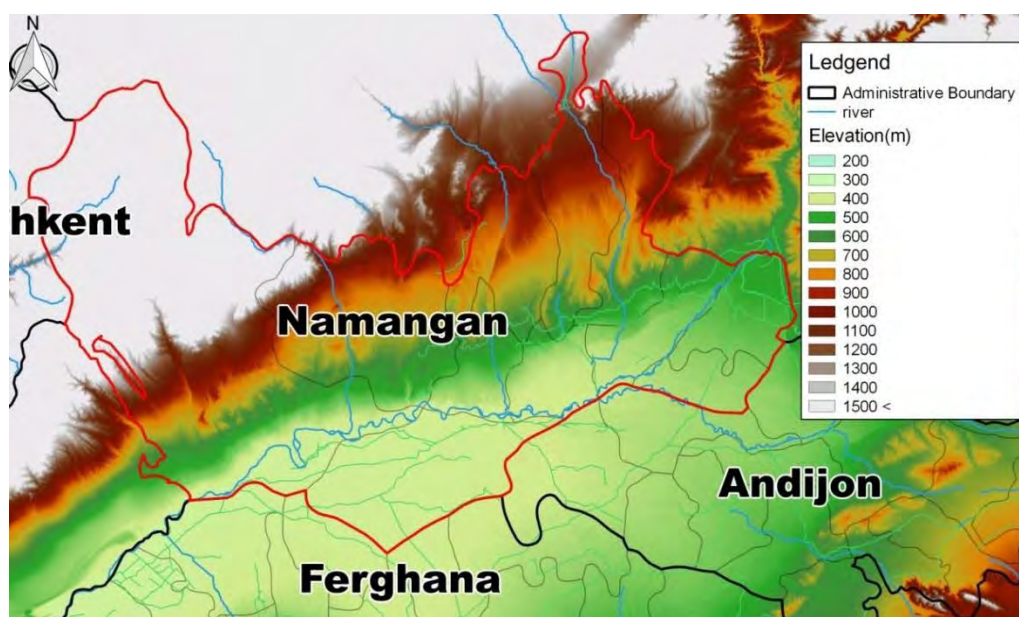 N
Ledgend
Administrative Boundary
river
Elevation(m)
200
300
400
500
600
700
800
900
1000
1100
1200
1300
1400
1500 <
hkent
Namangan
Andijon
Ferghana